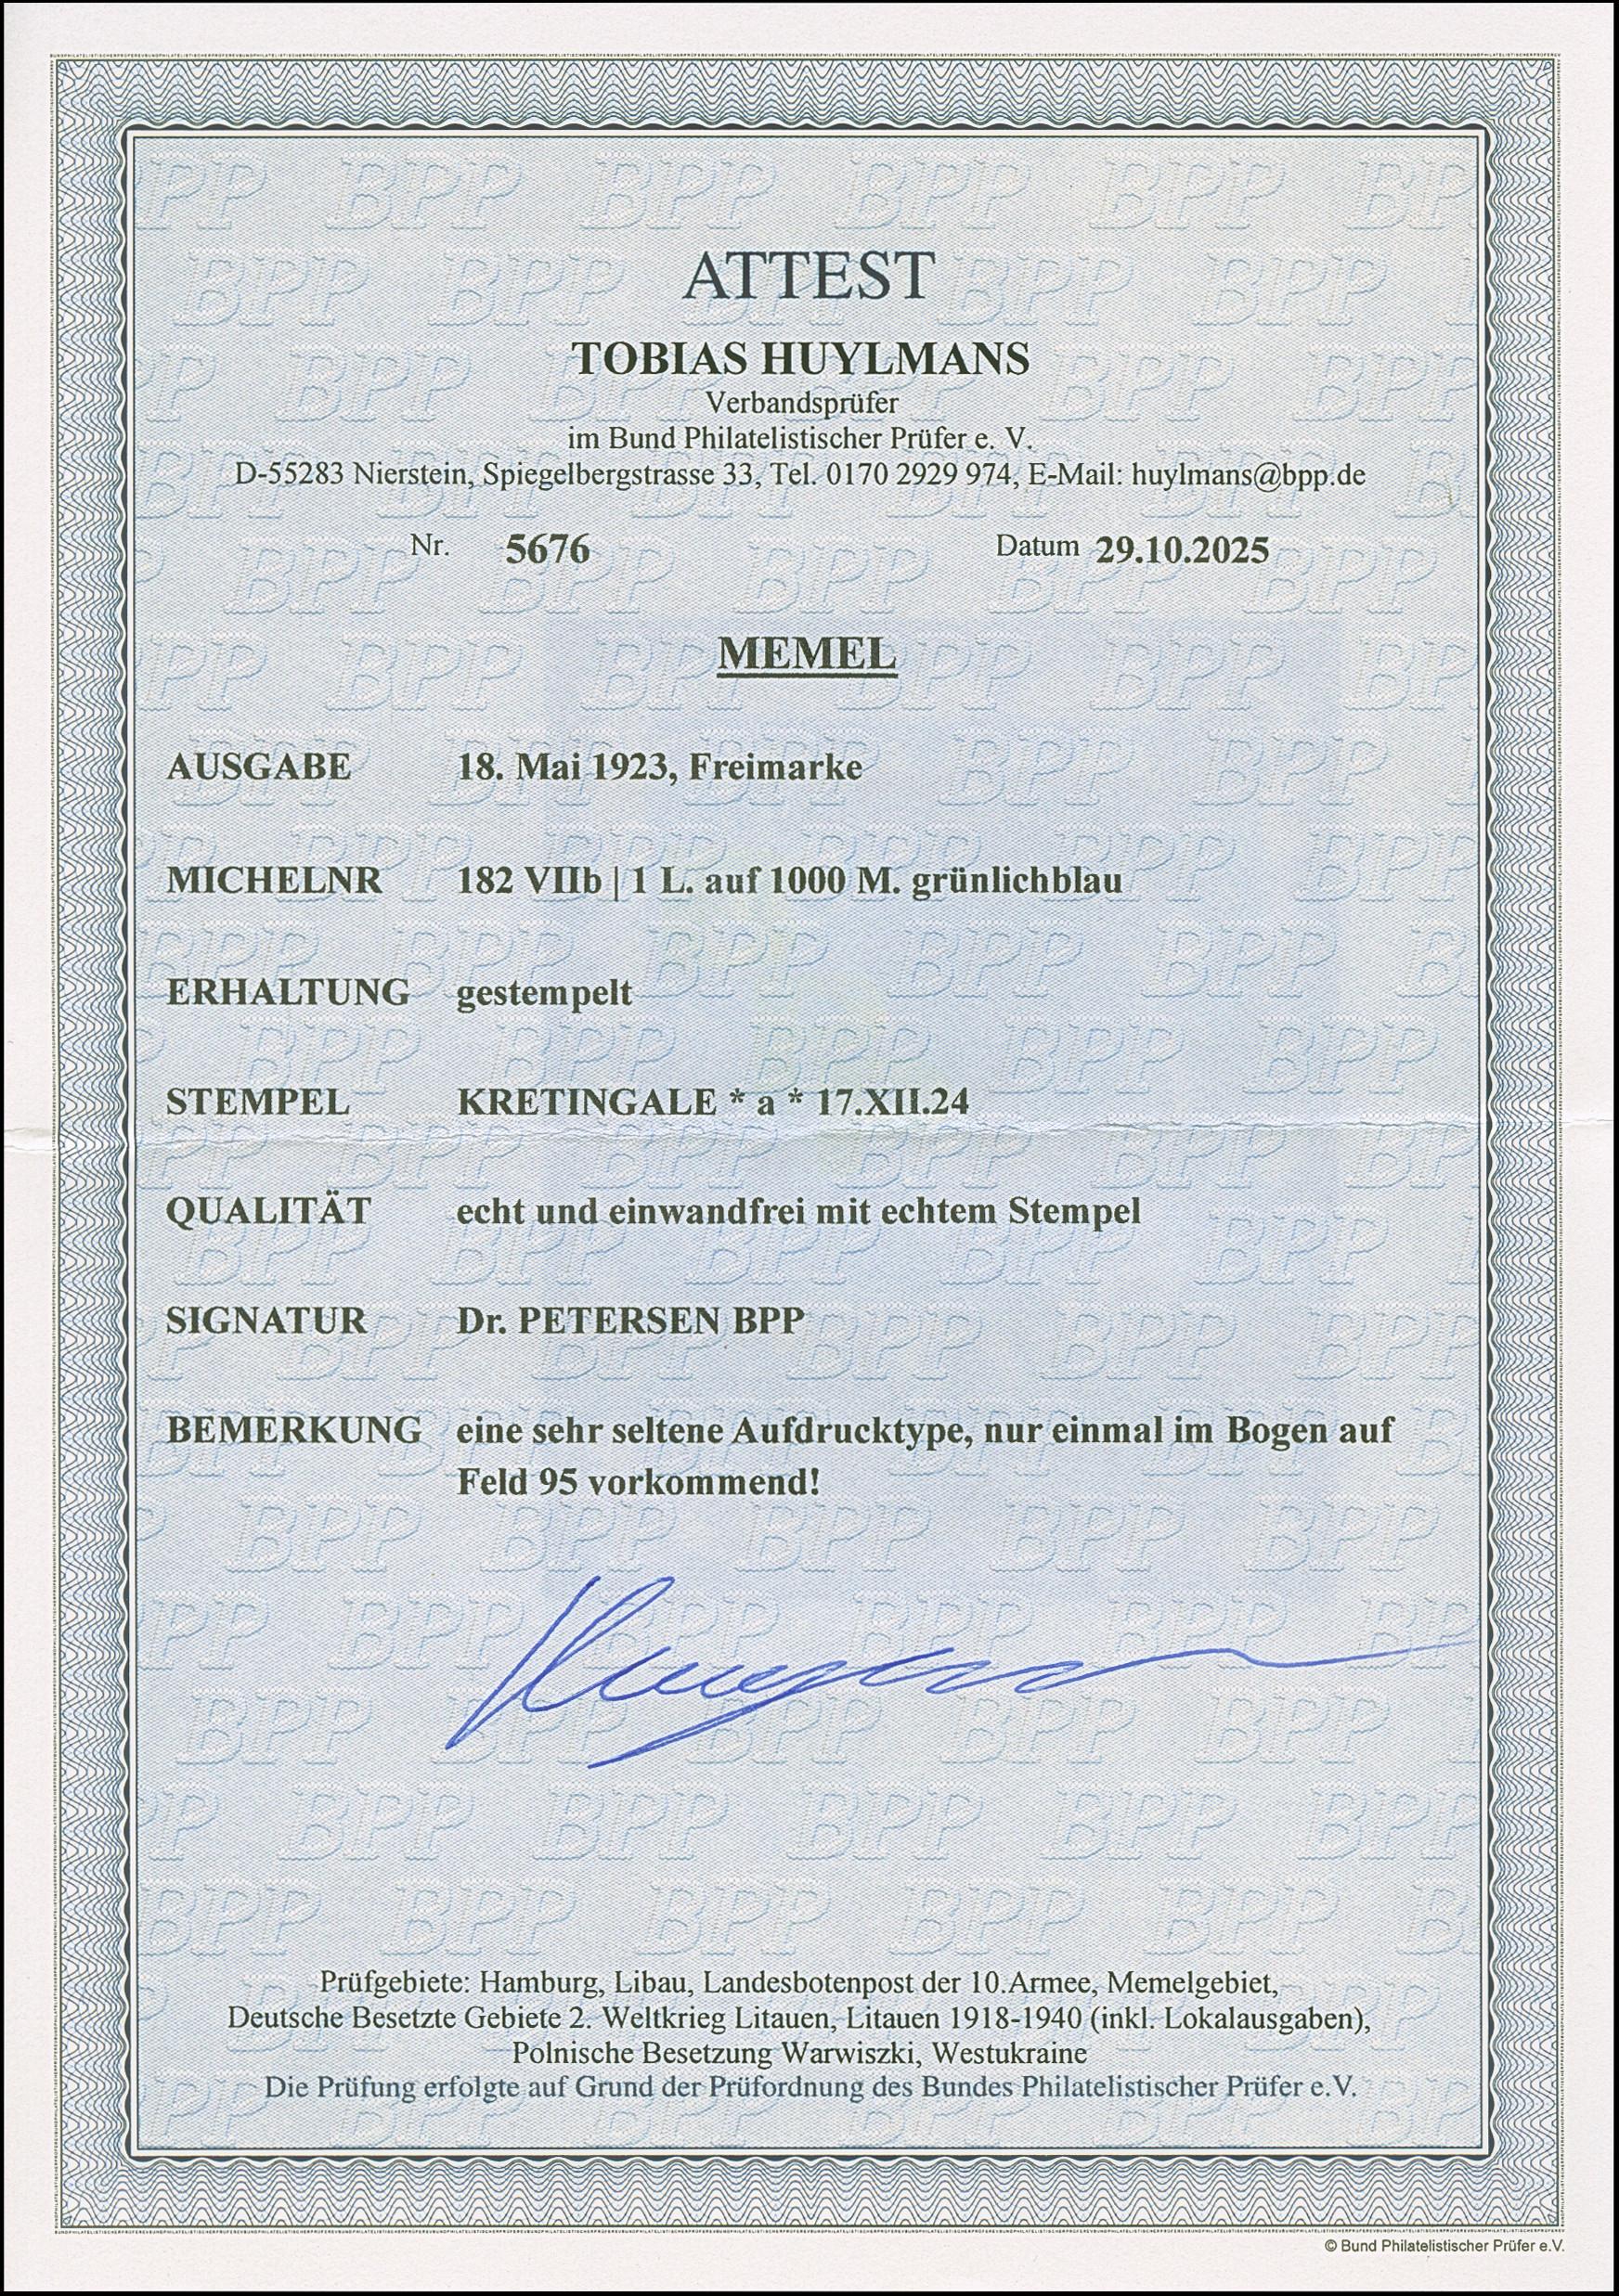 ATTEST
TOBIAS HUYLMANS
Verbandsprüfer
im Bund Philatelistischer Prüfer e. V.
D-55283 Nierstein, Spiegelbergstrasse 33, Tel. 0170 2929 974, E-Mail: huylmans@bpp.de
Nr. 5676 Datum 29.10.2025
MEMEL
AUSGABE 18. Mai 1923, Freimarke
MICHELNR 182 VIIb | 1 L. auf 1000 M. grünlichblau
ERHALTUNG gestempelt
STEMPEL KRETINGALE * a * 17.XII.24
QUALITÄT echt und einwandfrei mit echtem Stempel
SIGNATUR Dr. PETERSEN BPP
BEMERKUNG eine sehr seltene Aufdrucktype, nur einmal im Bogen auf
Feld 95 vorkommend!
Prüfgebiete: Hamburg, Libau, Landesbotenpost der 10.Armee, Memelgebiet,
Deutsche Besetzte Gebiete 2. Weltkrieg Litauen, Litauen 1918-1940 (inkl. Lokalausgaben),
Polnische Besetzung Warwiszki, Westukraine
Die Prüfung erfolgte auf Grund der Prüfordnung des Bundes Philatelistischer Prüfer e.V.
© Bund Philatelistischer Prüfer e.V.